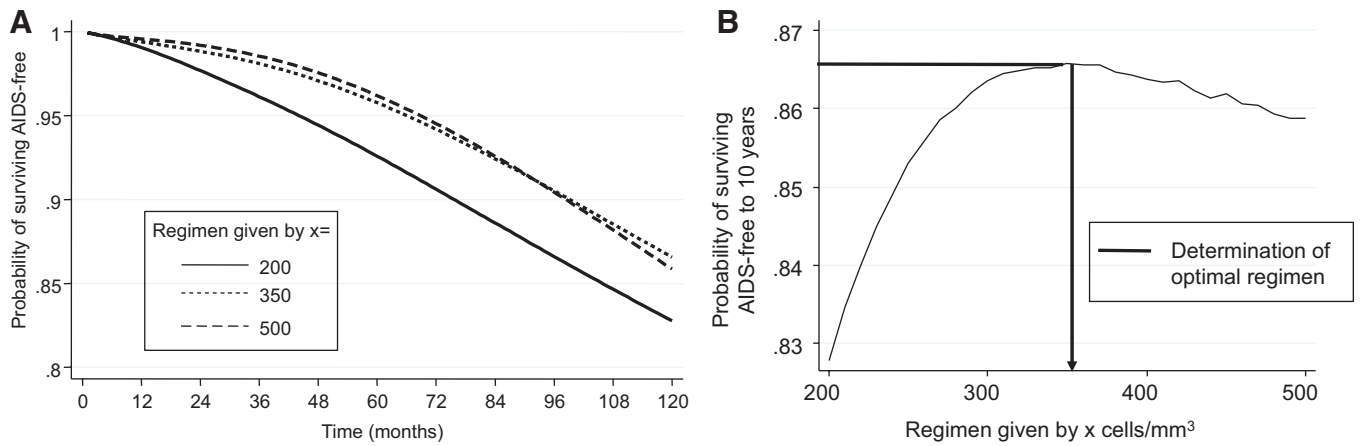 A
Probability of surviving AIDS-free
1
.95
.9
.85
.8
Regimen given by x=
200
350
500
0 12 24 36 48 60 72 84 96 108 120
Time (months)
B
Probability of surviving
AIDS-free to 10 years
.87
.86
.85
.84
.83
Determination of
optimal regimen
200 300 400 500
Regimen given by x cells/mm³